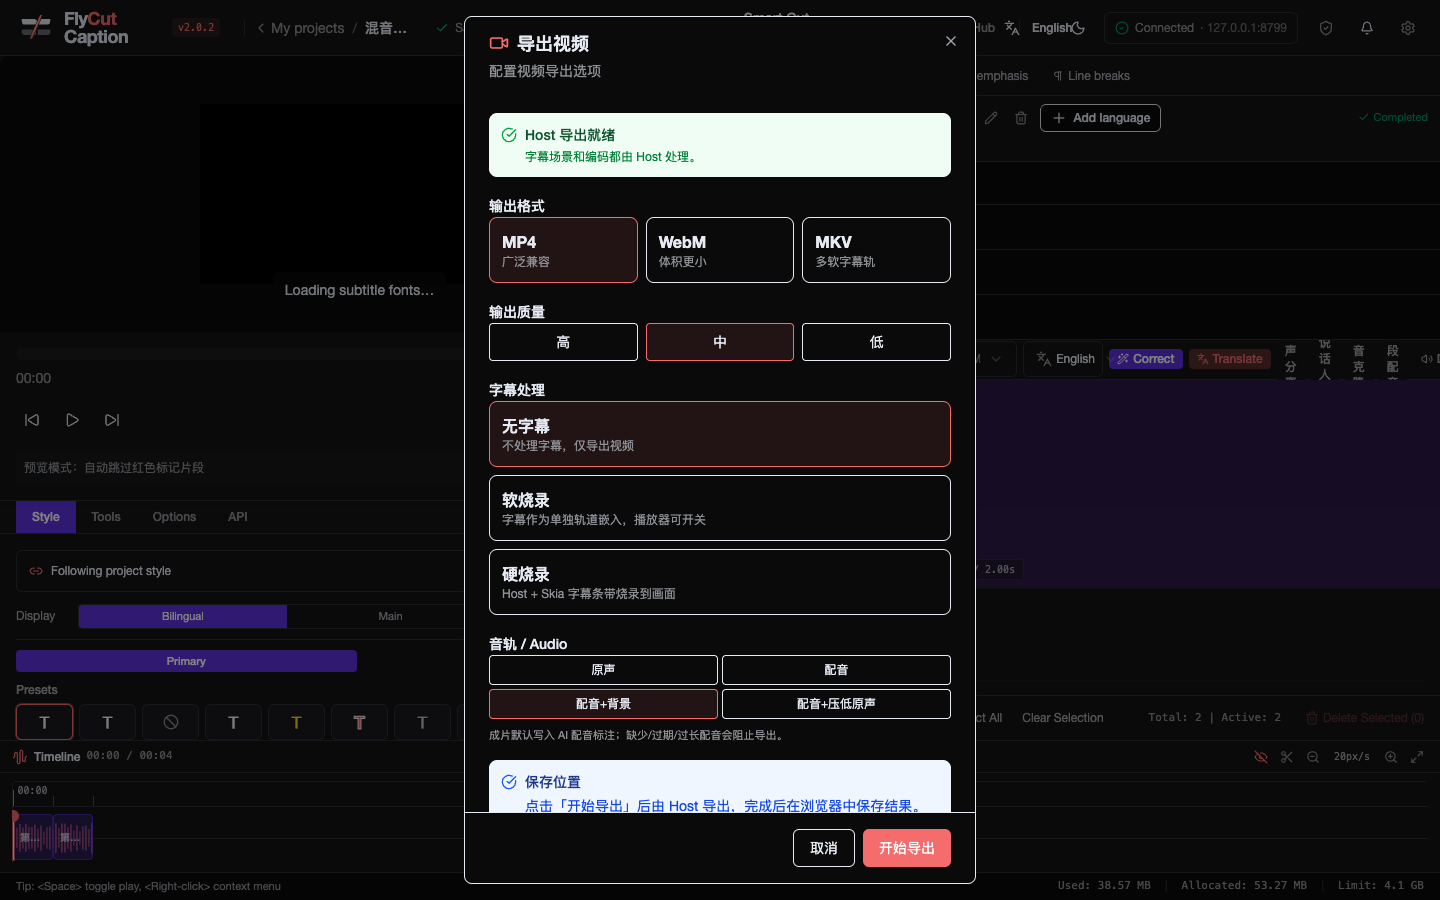 FlyCut
Caption
v2.0.2
My projects / 混音...
English
Connected · 127.0.0.1:8799
导出视频
配置视频导出选项
Host 导出就绪
字幕场景和编码都由 Host 处理。
输出格式
MP4
广泛兼容
WebM
体积更小
MKV
多软字幕轨
输出质量
高
中
低
字幕处理
无字幕
不处理字幕，仅导出视频
软烧录
字幕作为单独轨道嵌入，播放器可开关
硬烧录
Host + Skia 字幕条带烧录到画面
音轨 / Audio
原声
配音
配音+背景
配音+压低原声
成片默认写入 AI 配音标注；缺少/过期/过长配音会阻止导出。
保存位置
点击「开始导出」后由 Host 导出，完成后在浏览器中保存结果。
取消
开始导出
emphasis
Line breaks
Add language
Completed
Loading subtitle fonts...
00:00
预览模式：自动跳过红色标记片段
English
Correct
Translate
声
分
说
话
人
音
段
配
/ 2.00s
Style
Tools
Options
API
Following project style
Display
Bilingual
Main
Primary
Presets
T
T
T
T
T
T
ct All
Clear Selection
Total: 2 | Active: 2
Delete Selected (0)
Timeline
00:00 / 00:04
20px/s
00:00
第...
第...
Tip: <Space> toggle play, <Right-click> context menu
Used: 38.57 MB
Allocated: 53.27 MB
Limit: 4.1 GB